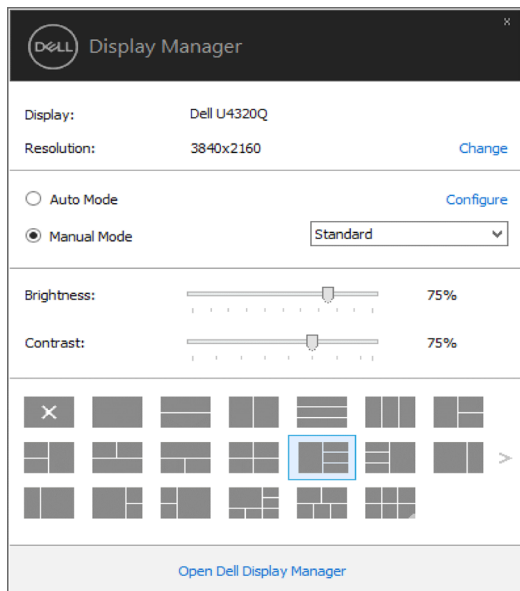 x
DELL Display Manager
Display: Dell U4320Q
Resolution: 3840x2160 Change
Auto Mode Configure
Manual Mode Standard
Brightness: 75%
Contrast: 75%
>
Open Dell Display Manager